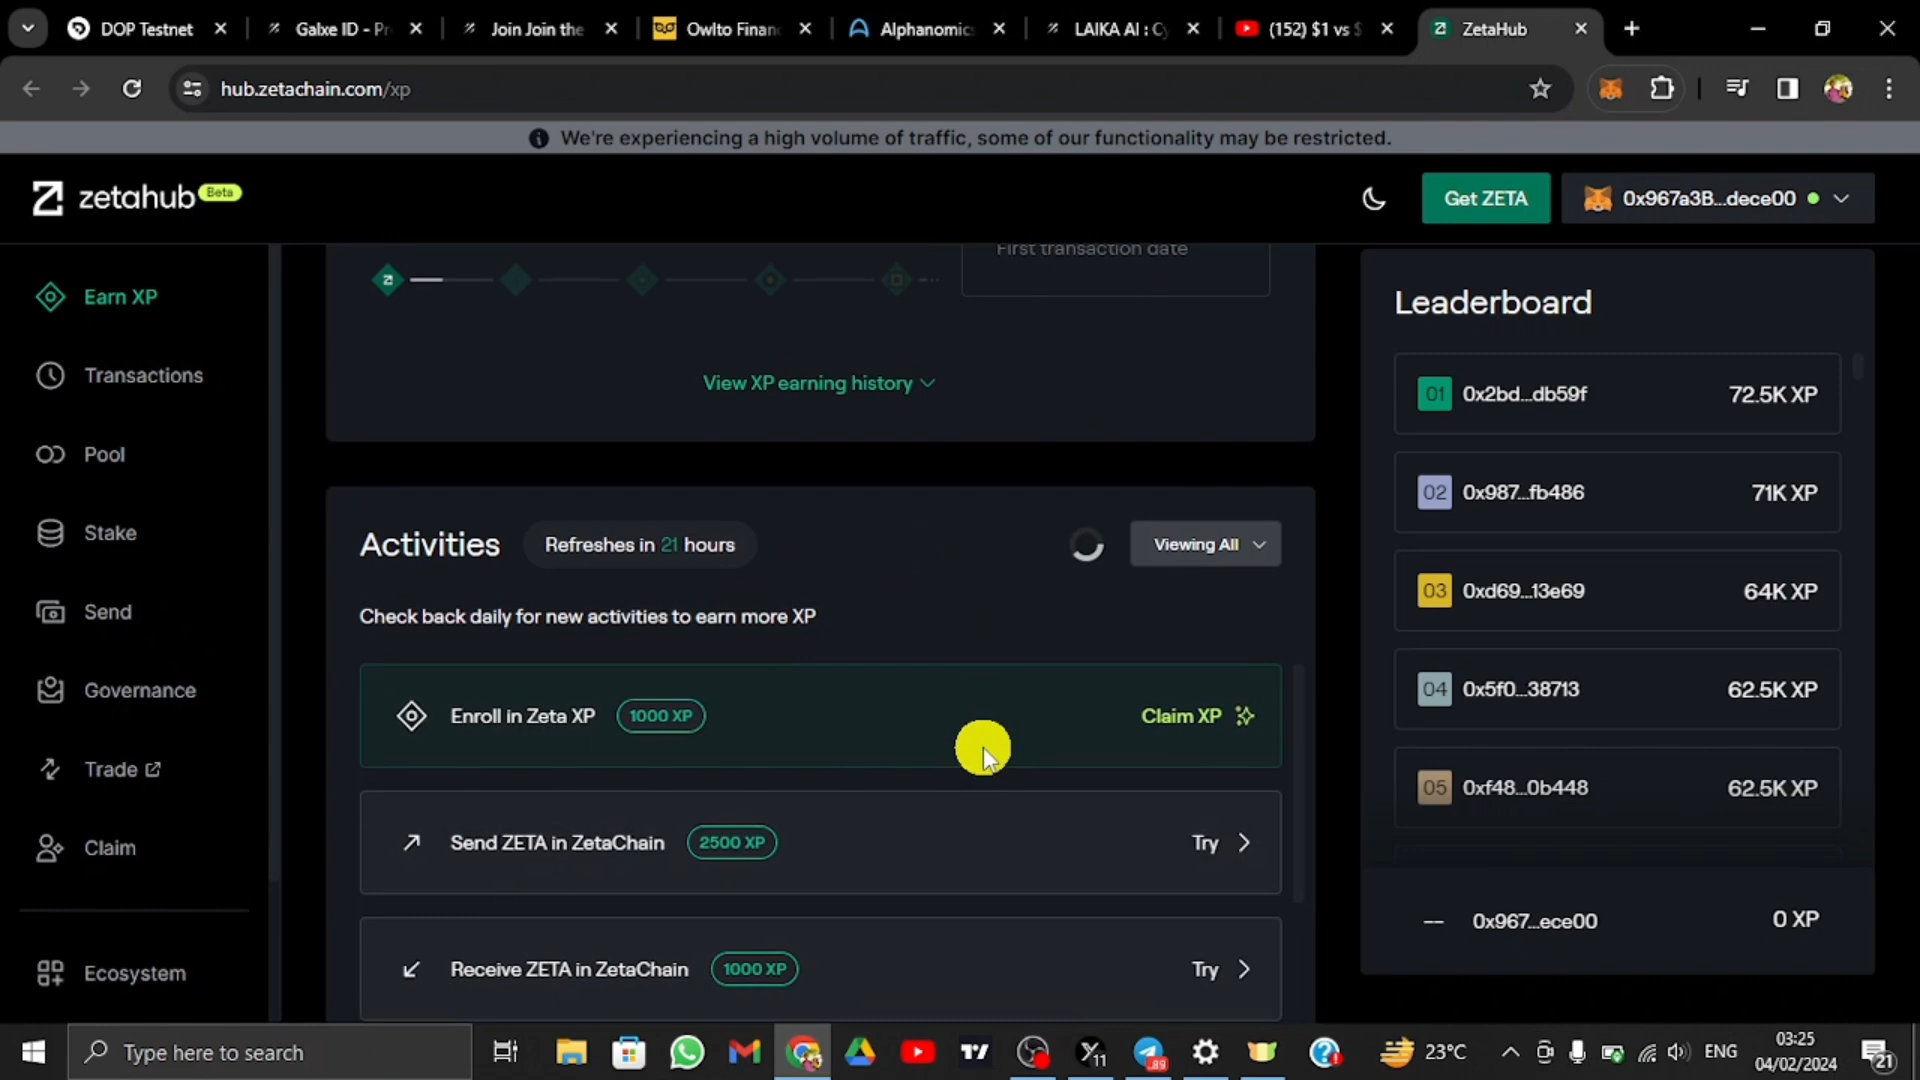 DOP Testnet
Galxe ID - Pr
Join Join the
Owlto Finan
Alphanomic
LAIKA AI : Cy
(152) $1 vs $
ZetaHub
hub.zetachain.com/xp
We're experiencing a high volume of traffic, some of our functionality may be restricted.
zetahub Beta
Get ZETA
0x967a3B...dece00
Earn XP
Transactions
Pool
Stake
Send
Governance
Trade
Claim
Ecosystem
First transaction date
View XP earning history
Activities
Refreshes in 21 hours
Viewing All
Check back daily for new activities to earn more XP
Enroll in Zeta XP 1000 XP Claim XP
Send ZETA in ZetaChain 2500 XP Try
Receive ZETA in ZetaChain 1000 XP Try
Leaderboard
01 0x2bd...db59f 72.5K XP
02 0x987...fb486 71K XP
03 0xd69...13e69 64K XP
04 0x5f0...38713 62.5K XP
05 0xf48...0b448 62.5K XP
-- 0x967...ece00 0 XP
Type here to search
11
89
23°C
ENG
03:25
04/02/2024
21